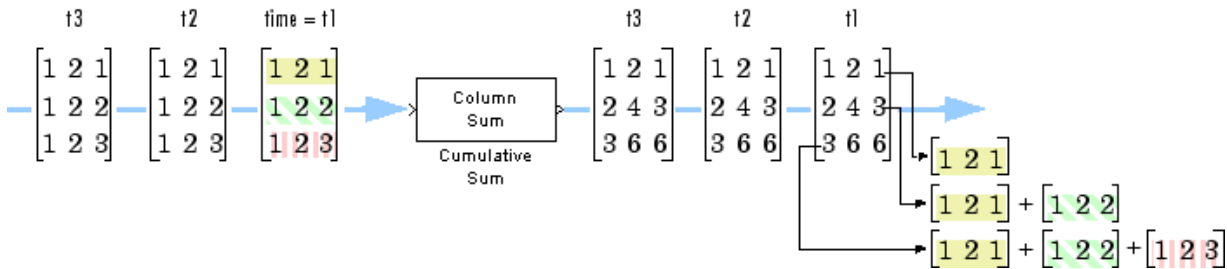 t3 t2 time = t1 t3 t2 t1
[1 2 1] [1 2 1] [1 2 1] [1 2 1] [1 2 1] [1 2 1]
Column
[1 2 2] [1 2 2] [1 2 2] [2 4 3] [2 4 3] [2 4 3]
Sum
[1 2 3] [1 2 3] [1 2 3] [3 6 6] [3 6 6] [3 6 6]
Cumulative
Sum
[1 2 1]
[1 2 1] + [1 2 2]
[1 2 1] + [1 2 2] + [1 2 3]